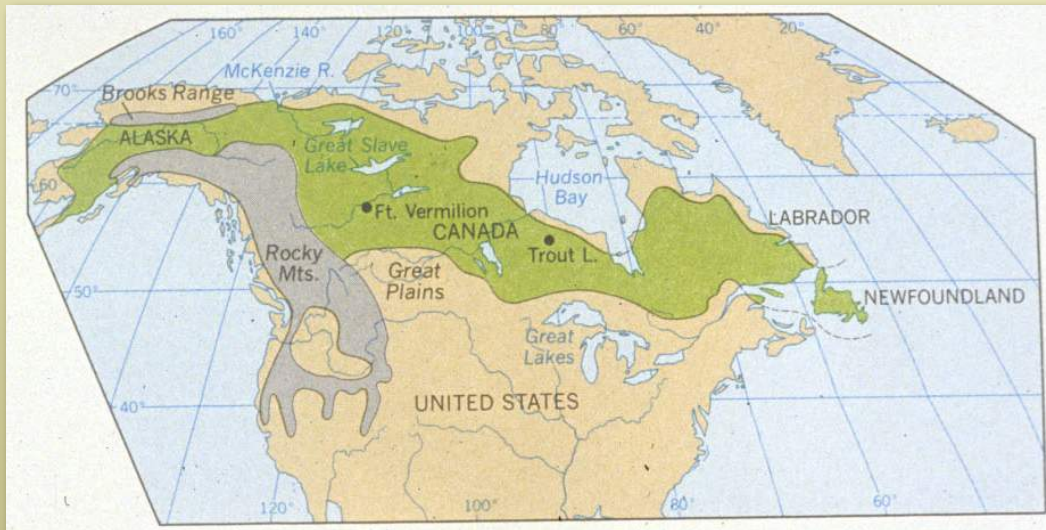 160°
140°
120°
100°
80°
60°
40°
20°
McKenzie R.
70°
Brooks Range
ALASKA
Great Slave
Lake
60
Hudson
Bay
Ft. Vermilion
CANADA
Trout L.
LABRADOR
Rocky
Mts.
Great
Plains
50°
NEWFOUNDLAND
Great
Lakes
40°
UNITED STATES
120°
100°
80°
60°